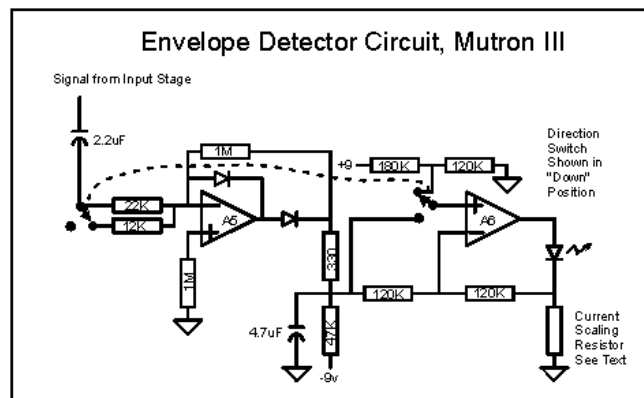 Envelope Detector Circuit, Mutron III
Signal from Input Stage
2.2uF
1M
+9
180K
120K
Direction
Switch
Shown in
"Down"
Position
22K
12K
A5
A6
1M
330
120K
120K
4.7uF
47K
-9v
Current
Scaling
Resistor
See Text